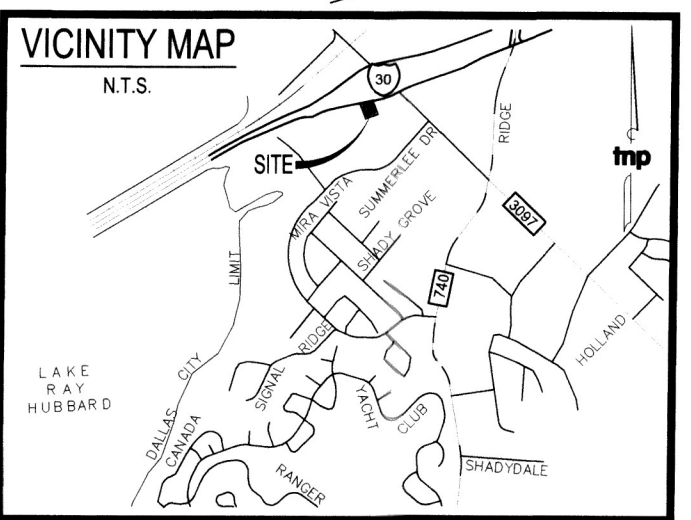 VICINITY MAP
N.T.S.
30
SITE
RIDGE
tnp
SUMMERLEE DR
MIRA VISTA
SHADY GROVE
3097
LIMIT
740
RIDGE
HOLLAND
LAKE
RAY
HUBBARD
CITY
SIGNAL
YACHT
CLUB
DALLAS
CANADA
RANGER
SHADYDALE